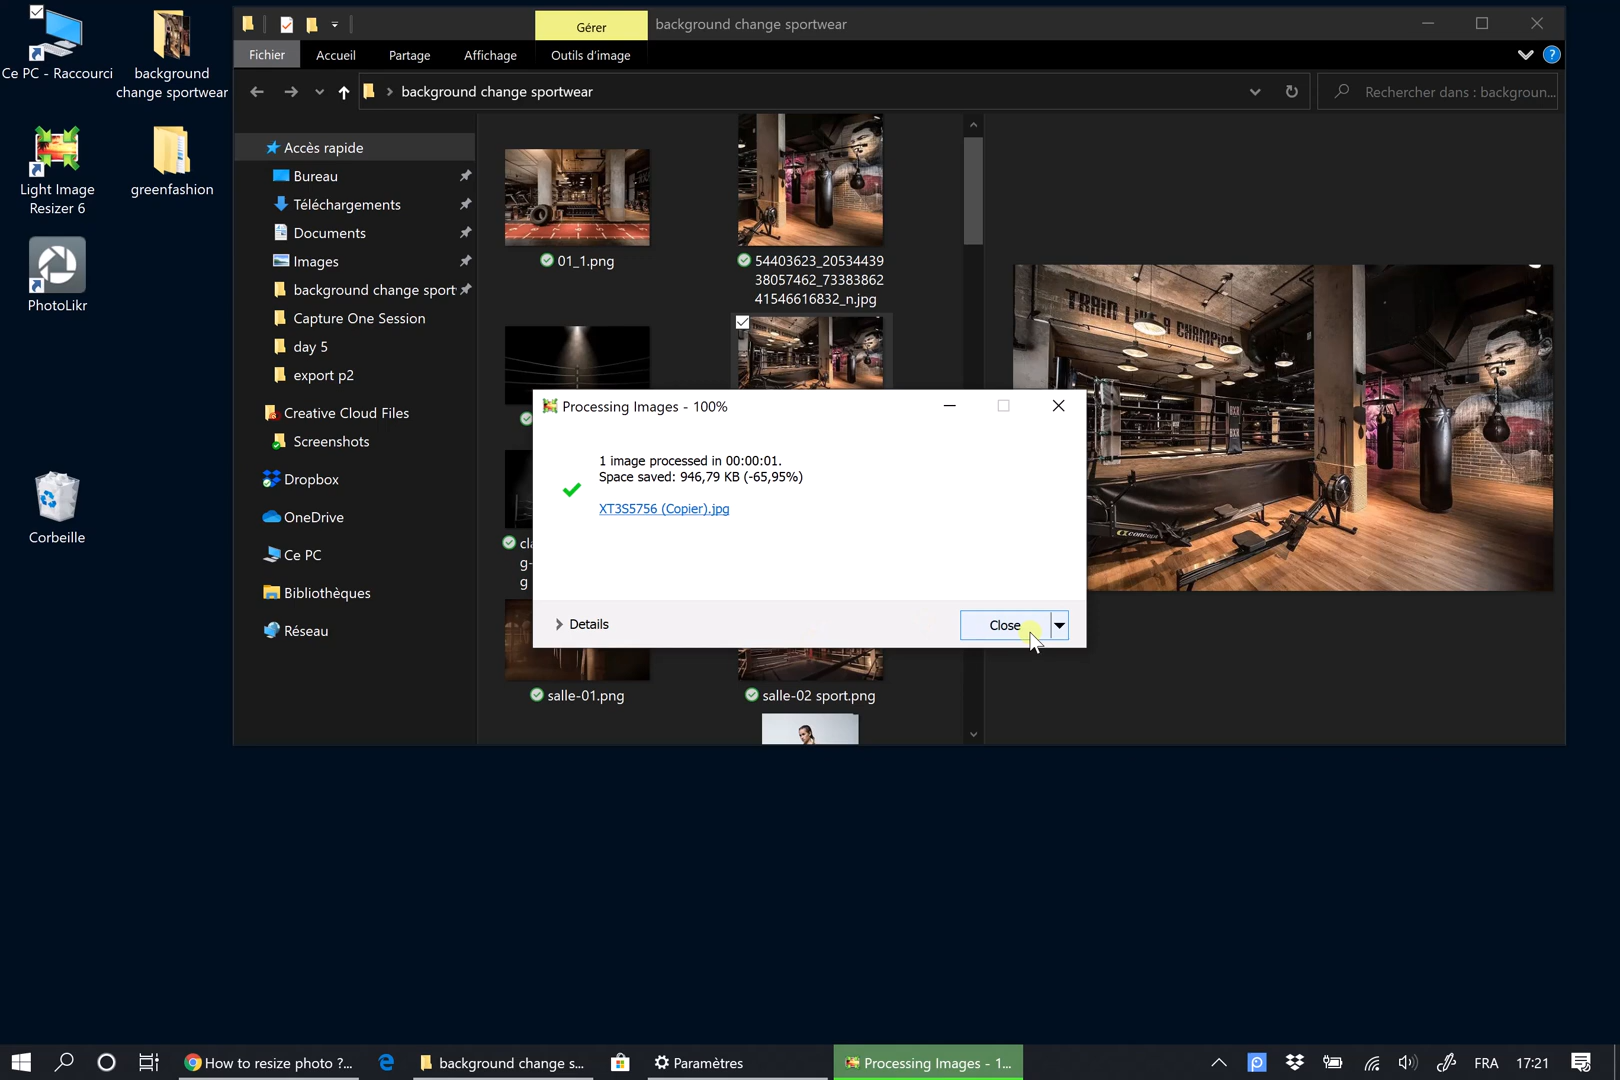 Ce PC - Raccourci
background
change sportwear
Light Image
Resizer 6
greenfashion
PhotoLikr
Corbeille
Gérer
background change sportwear
Fichier
Accueil
Partage
Affichage
Outils d'image
?
background change sportwear
Rechercher dans : backgroun...
Accès rapide
Bureau
Téléchargements
Documents
Images
background change sport
Capture One Session
day 5
export p2
Creative Cloud Files
Screenshots
Dropbox
OneDrive
Ce PC
Bibliothèques
Réseau
01_1.png
54403623_20534439
38057462_73383862
41546616832_n.jpg
cla
g-
g
salle-01.png
salle-02 sport.png
TRAIN LIKE A CHAMPION
BXR
concept
Processing Images - 100%
1 image processed in 00:00:01.
Space saved: 946,79 KB (-65,95%)
XT3S5756 (Copier).jpg
Details
Close
How to resize photo ?...
background change s...
Paramètres
Processing Images - 1...
FRA
17:21